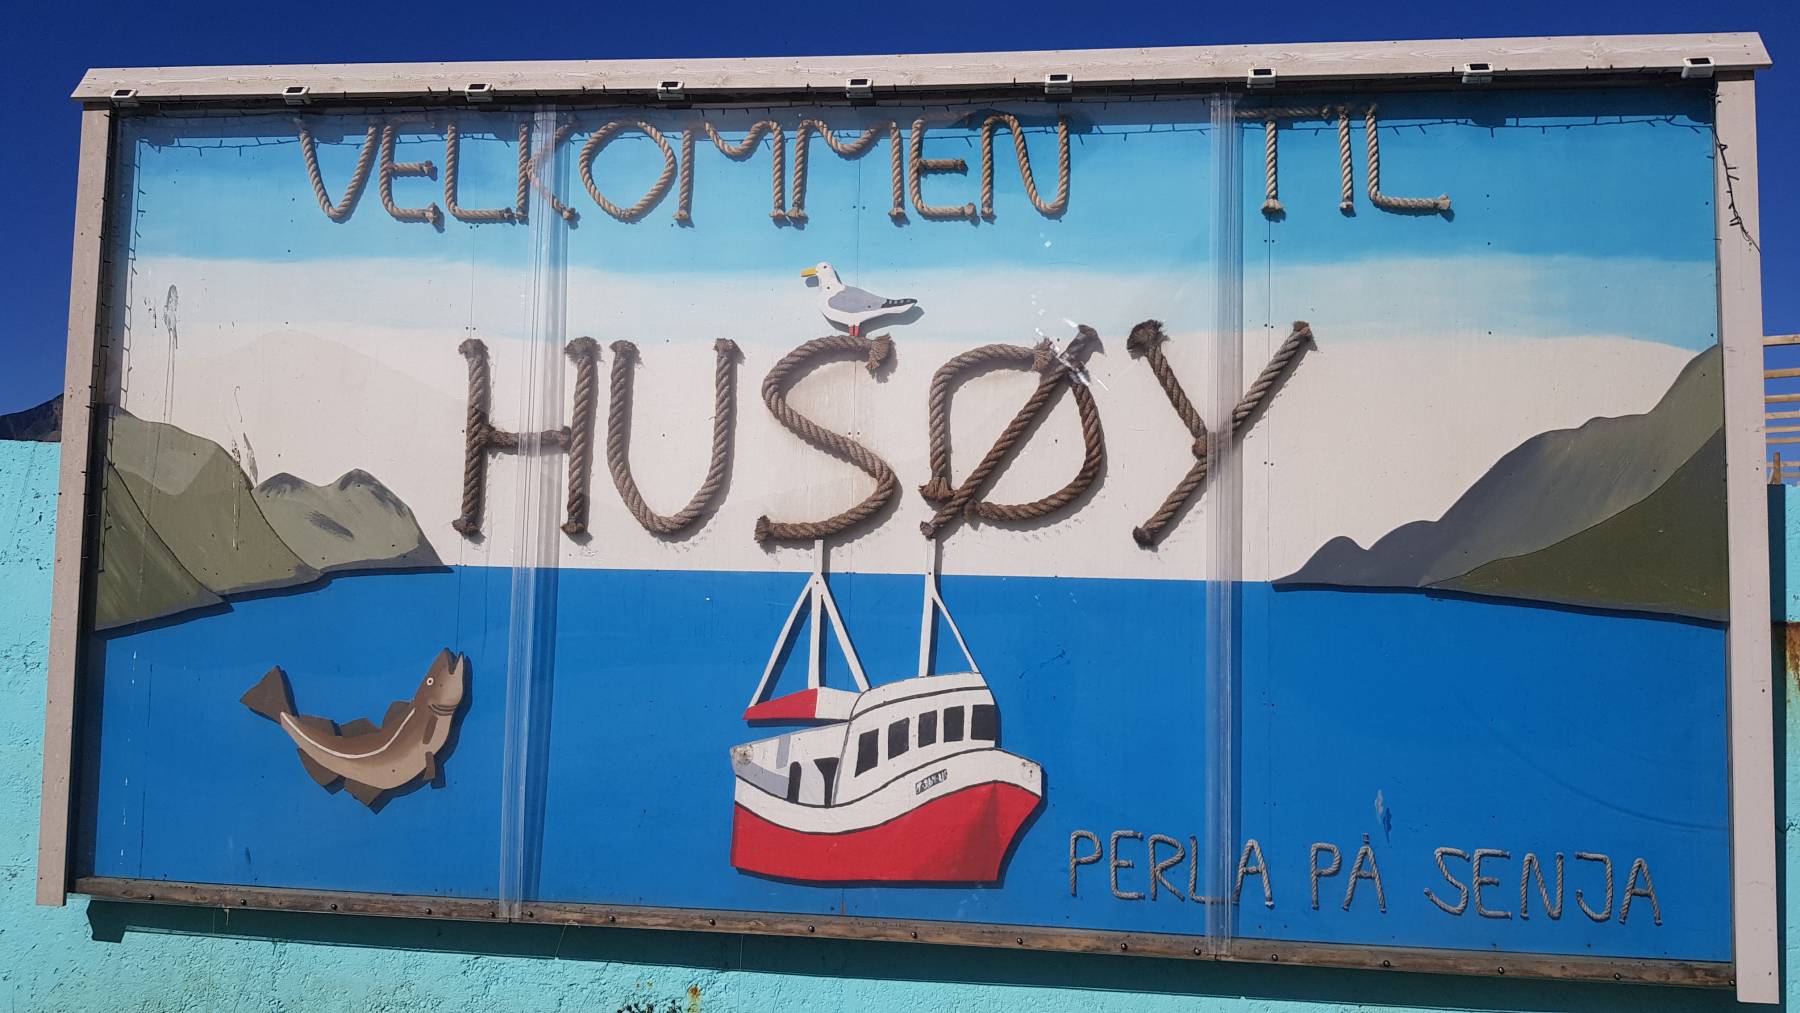 VELKOMMEN TIL
HUSØY
PERLA PÅ SENJA